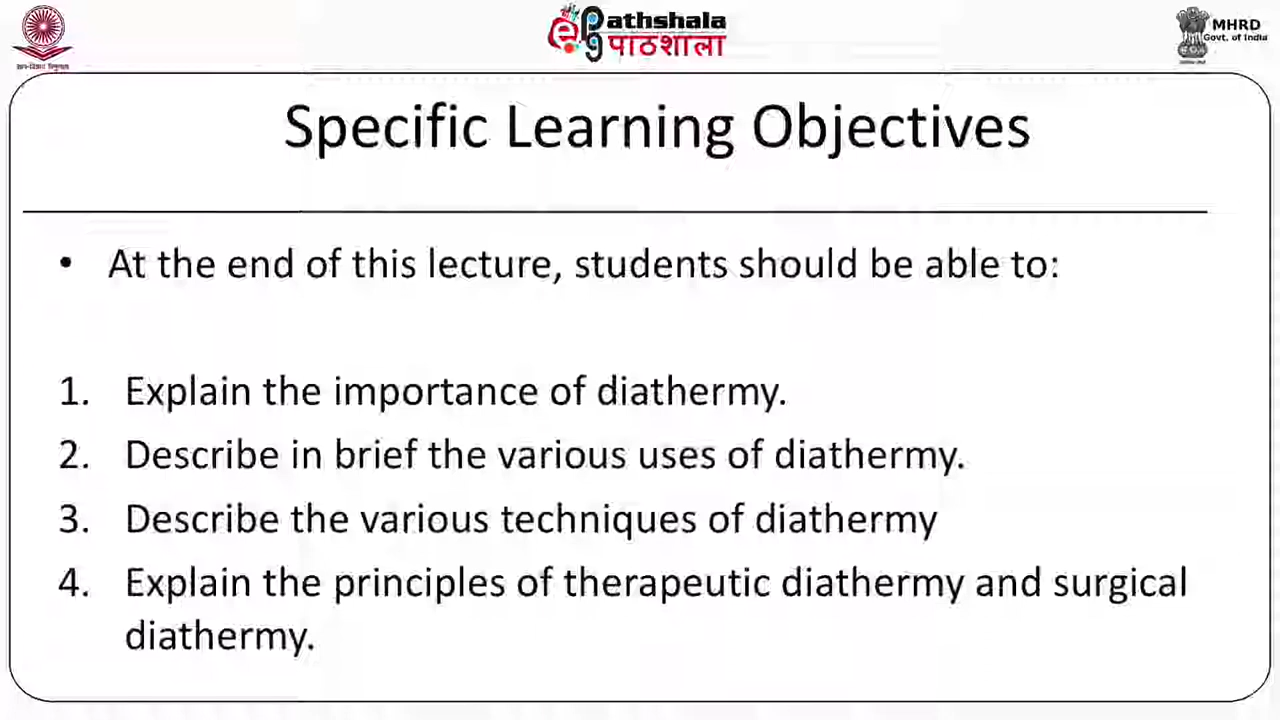 ePathshala
पाठशाला
MHRD
Govt. of India
Specific Learning Objectives
• At the end of this lecture, students should be able to:
1. Explain the importance of diathermy.
2. Describe in brief the various uses of diathermy.
3. Describe the various techniques of diathermy
4. Explain the principles of therapeutic diathermy and surgical
diathermy.